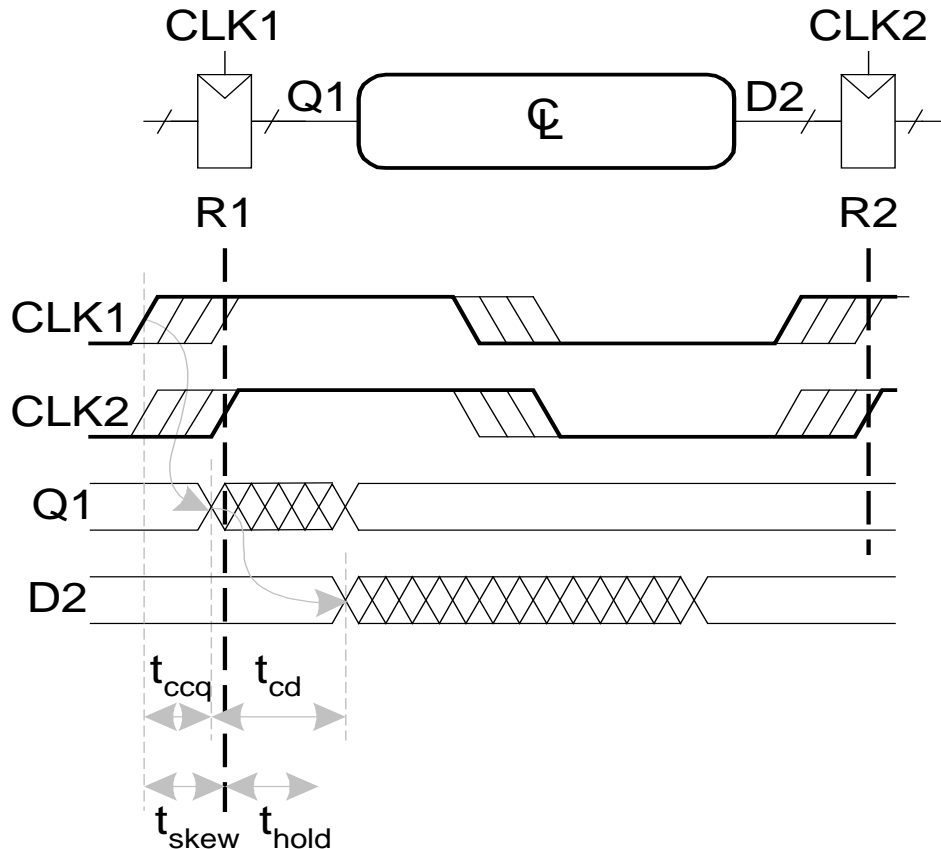 CLK1 CLK2
Q1 CL D2
R1 R2
CLK1
CLK2
Q1
D2
tccq tcd
tskew thold